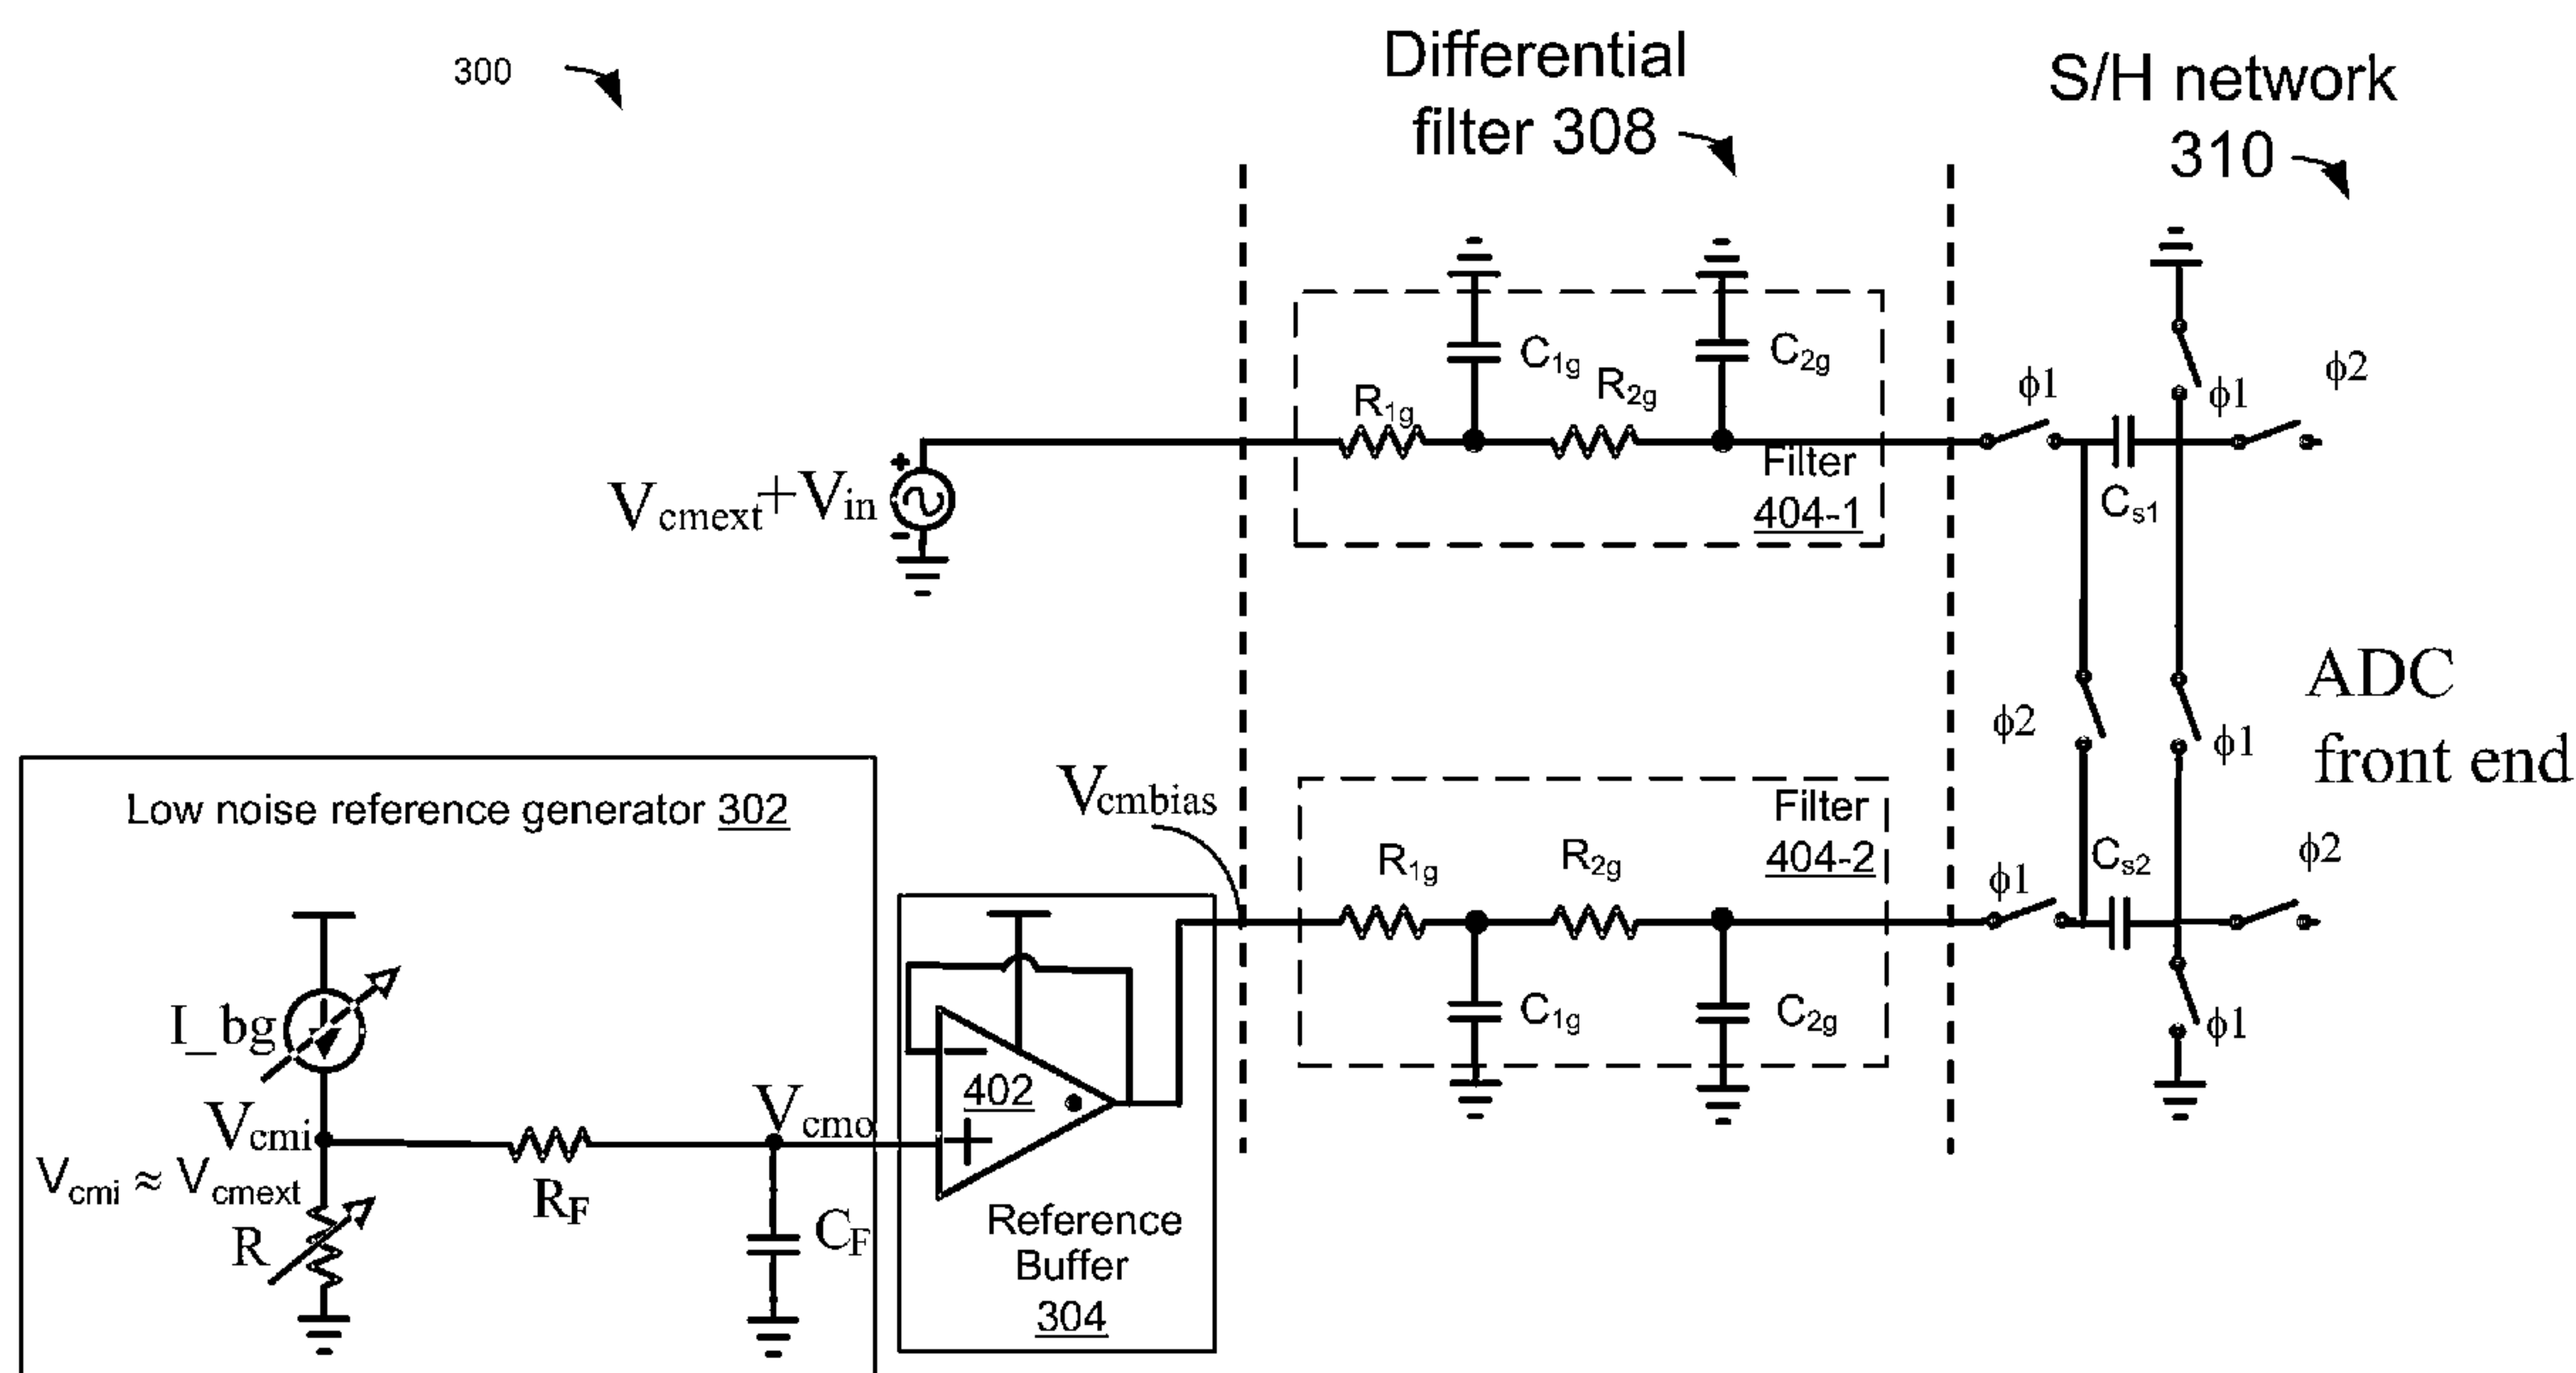 300
Differential
filter 308
S/H network
310
C1g
C2g
R1g
R2g
Filter
404-1
ϕ1
ϕ1
ϕ2
Cs1
+
Vcmext+Vin
-
ϕ2
ϕ1
ADC
front end
Low noise reference generator 302
Vcmbias
Filter
404-2
R1g
R2g
ϕ1
Cs2
ϕ2
C1g
C2g
ϕ1
I_bg
402
Vcmi
Vcmo
Vcmi ≈ Vcmext
RF
R
CF
Reference
Buffer
304